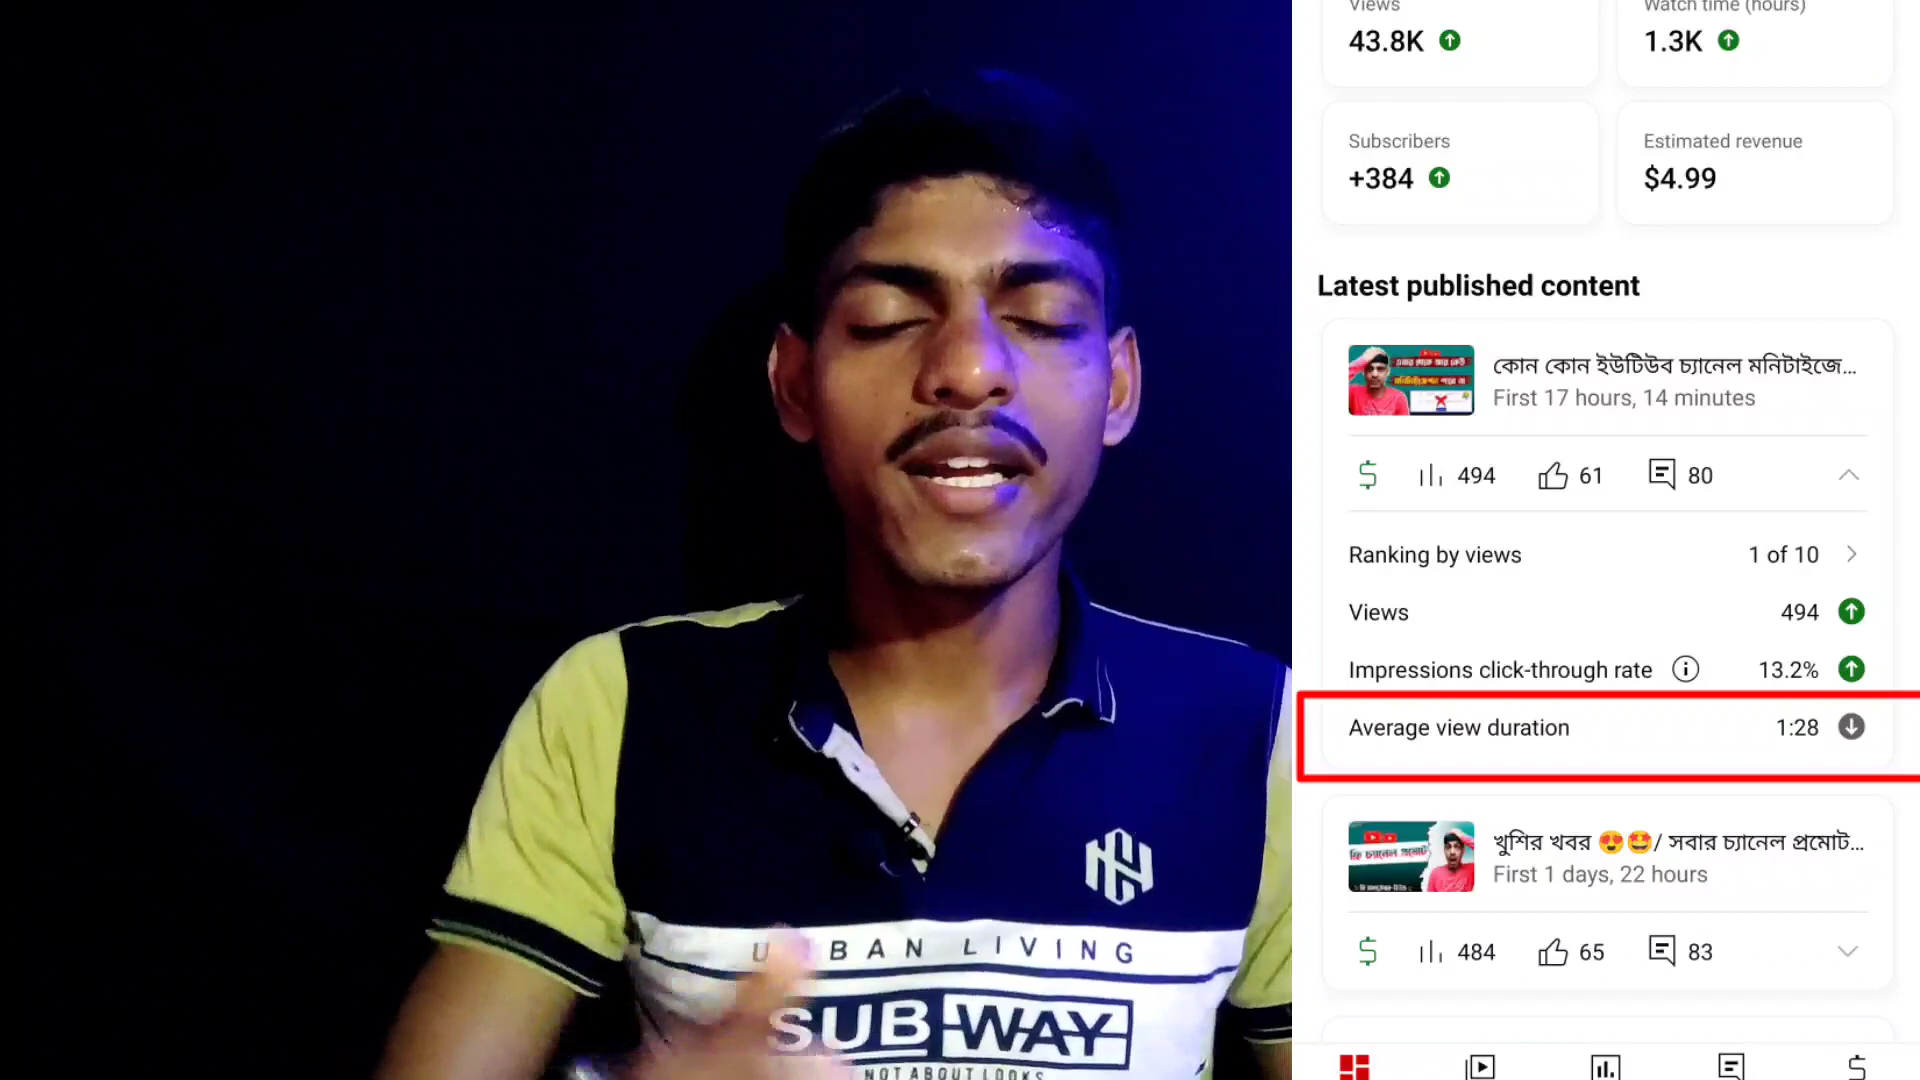 Views
Watch time (hours)
43.8K
1.3K
Subscribers
Estimated revenue
+384
$4.99
Latest published content
কোন কোন ইউটিউব চ্যানেল মনিটাইজে...
First 17 hours, 14 minutes
494
61
80
Ranking by views
1 of 10
Views
494
Impressions click-through rate
13.2%
Average view duration
1:28
ফ্রি চ্যানেল প্রমোট
খুশির খবর 😍🤩/ সবার চ্যানেল প্রমোট...
First 1 days, 22 hours
484
65
83
URBAN LIVING
SUBWAY
NOT ABOUT LOOKS